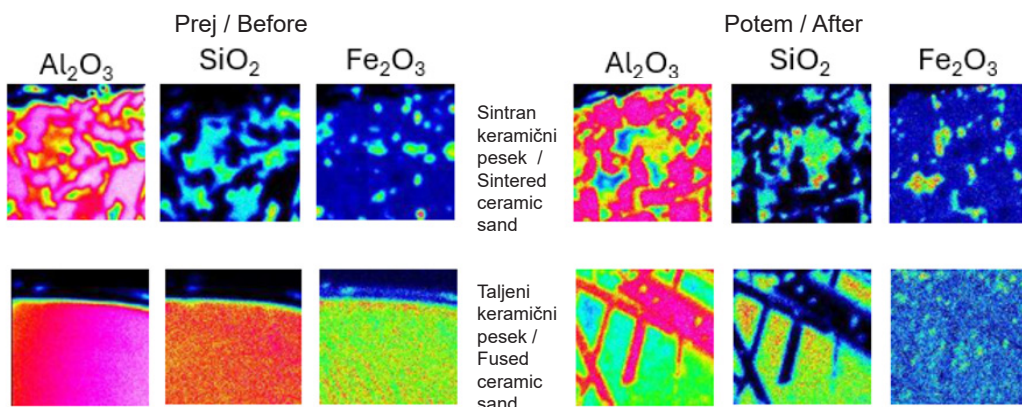 Prej / Before
Potem / After
Al₂O₃ SiO₂ Fe₂O₃
Al₂O₃ SiO₂ Fe₂O₃
Sintran
keramični
pesek /
Sintered
ceramic
sand
Taljeni
keramični
pesek /
Fused
ceramic
sand